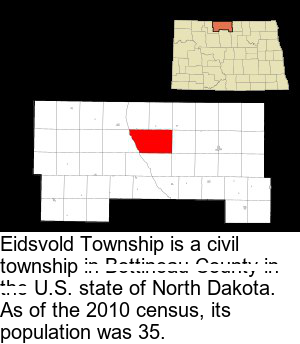 Eidsvold Township is a civil
township in Bottineau County in
the U.S. state of North Dakota.
As of the 2010 census, its
population was 35.